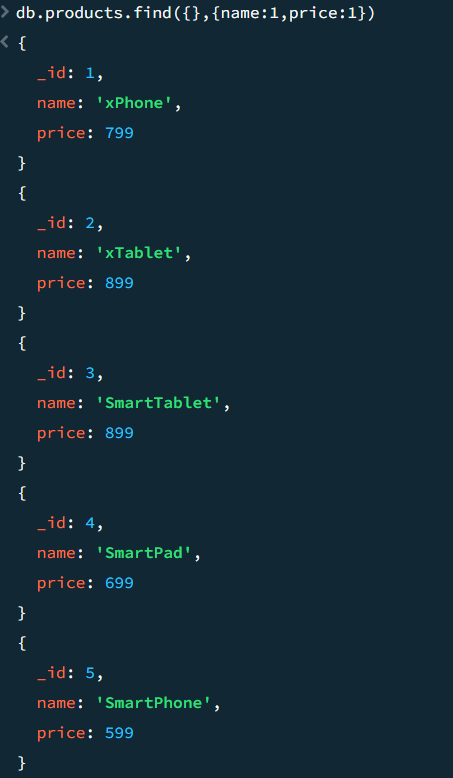 > db.products.find({},{name:1,price:1})
< {
_id: 1,
name: 'xPhone',
price: 799
}
{
_id: 2,
name: 'xTablet',
price: 899
}
{
_id: 3,
name: 'SmartTablet',
price: 899
}
{
_id: 4,
name: 'SmartPad',
price: 699
}
{
_id: 5,
name: 'SmartPhone',
price: 599
}